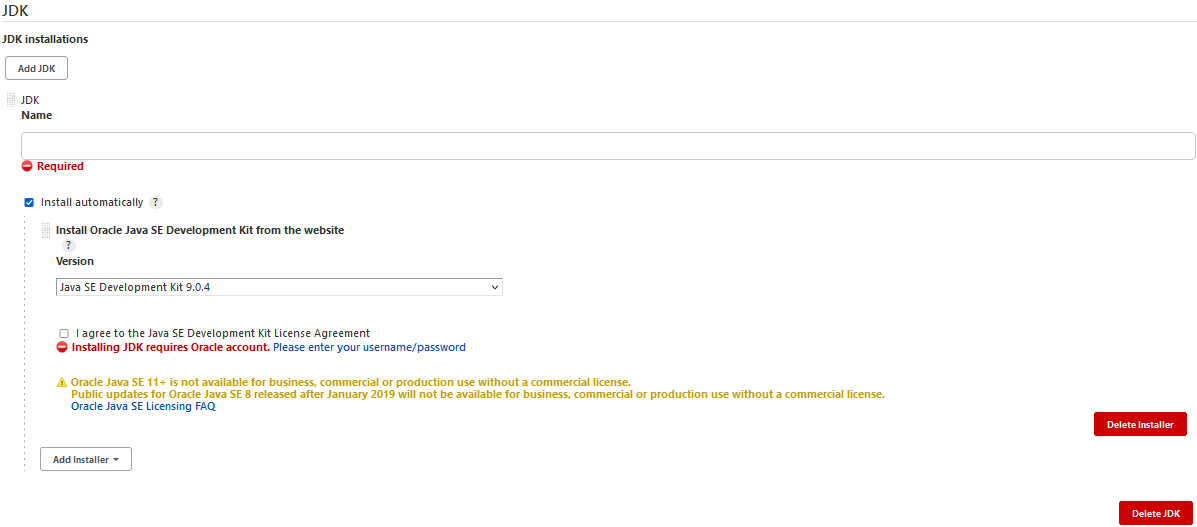 JDK
JDK installations
Add JDK
JDK
Name
Required
Install automatically ?
Install Oracle Java SE Development Kit from the website
?
Version
Java SE Development Kit 9.0.4
I agree to the Java SE Development Kit License Agreement
Installing JDK requires Oracle account. Please enter your username/password
Oracle Java SE 11+ is not available for business, commercial or production use without a commercial license.
Public updates for Oracle Java SE 8 released after January 2019 will not be available for business, commercial or production use without a commercial license.
Oracle Java SE Licensing FAQ
Delete Installer
Add Installer
Delete JDK